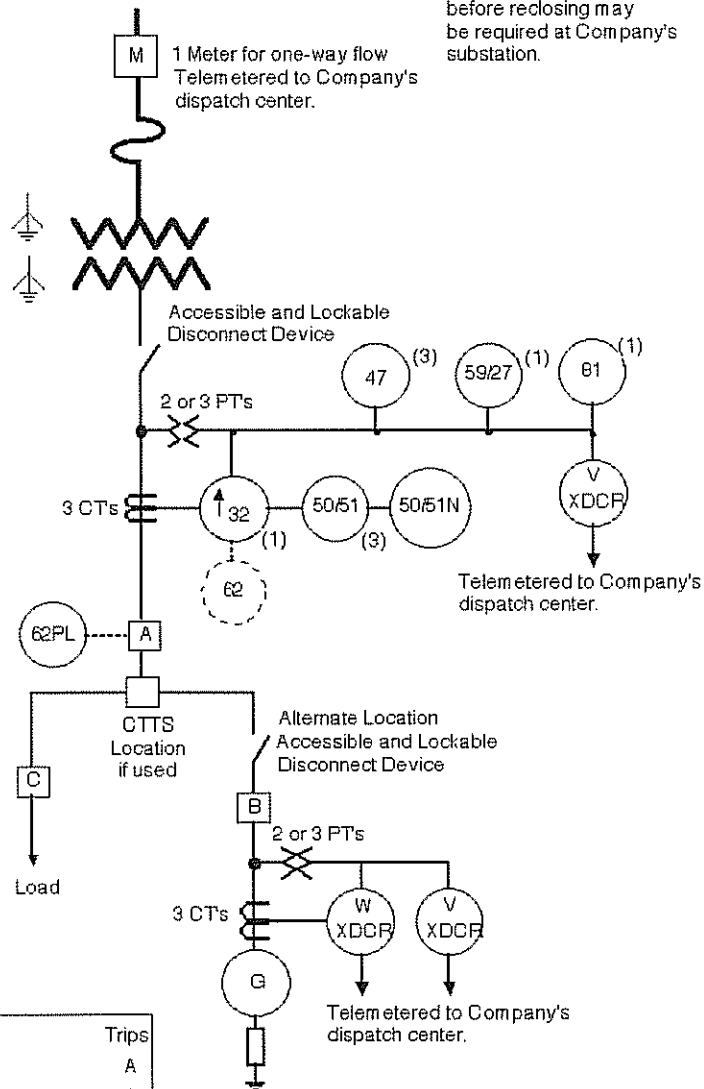 before reclosing may
be required at Company's
substation.
M
1 Meter for one-way flow
Telemetered to Company's
dispatch center.
Accessible and Lockable
Disconnect Device
47
(3)
59/27
(1)
81
(1)
2 or 3 PT's
V
XDCR
3 CT's
32
(1)
50/51
(3)
50/51N
62
Telemetered to Company's
dispatch center.
62PL
A
CTTS
Location
if used
Alternate Location
Accessible and Lockable
Disconnect Device
C
B
2 or 3 PT's
Load
3 CT's
W
XDCR
V
XDCR
G
Telemetered to Company's
dispatch center.
Trips
A